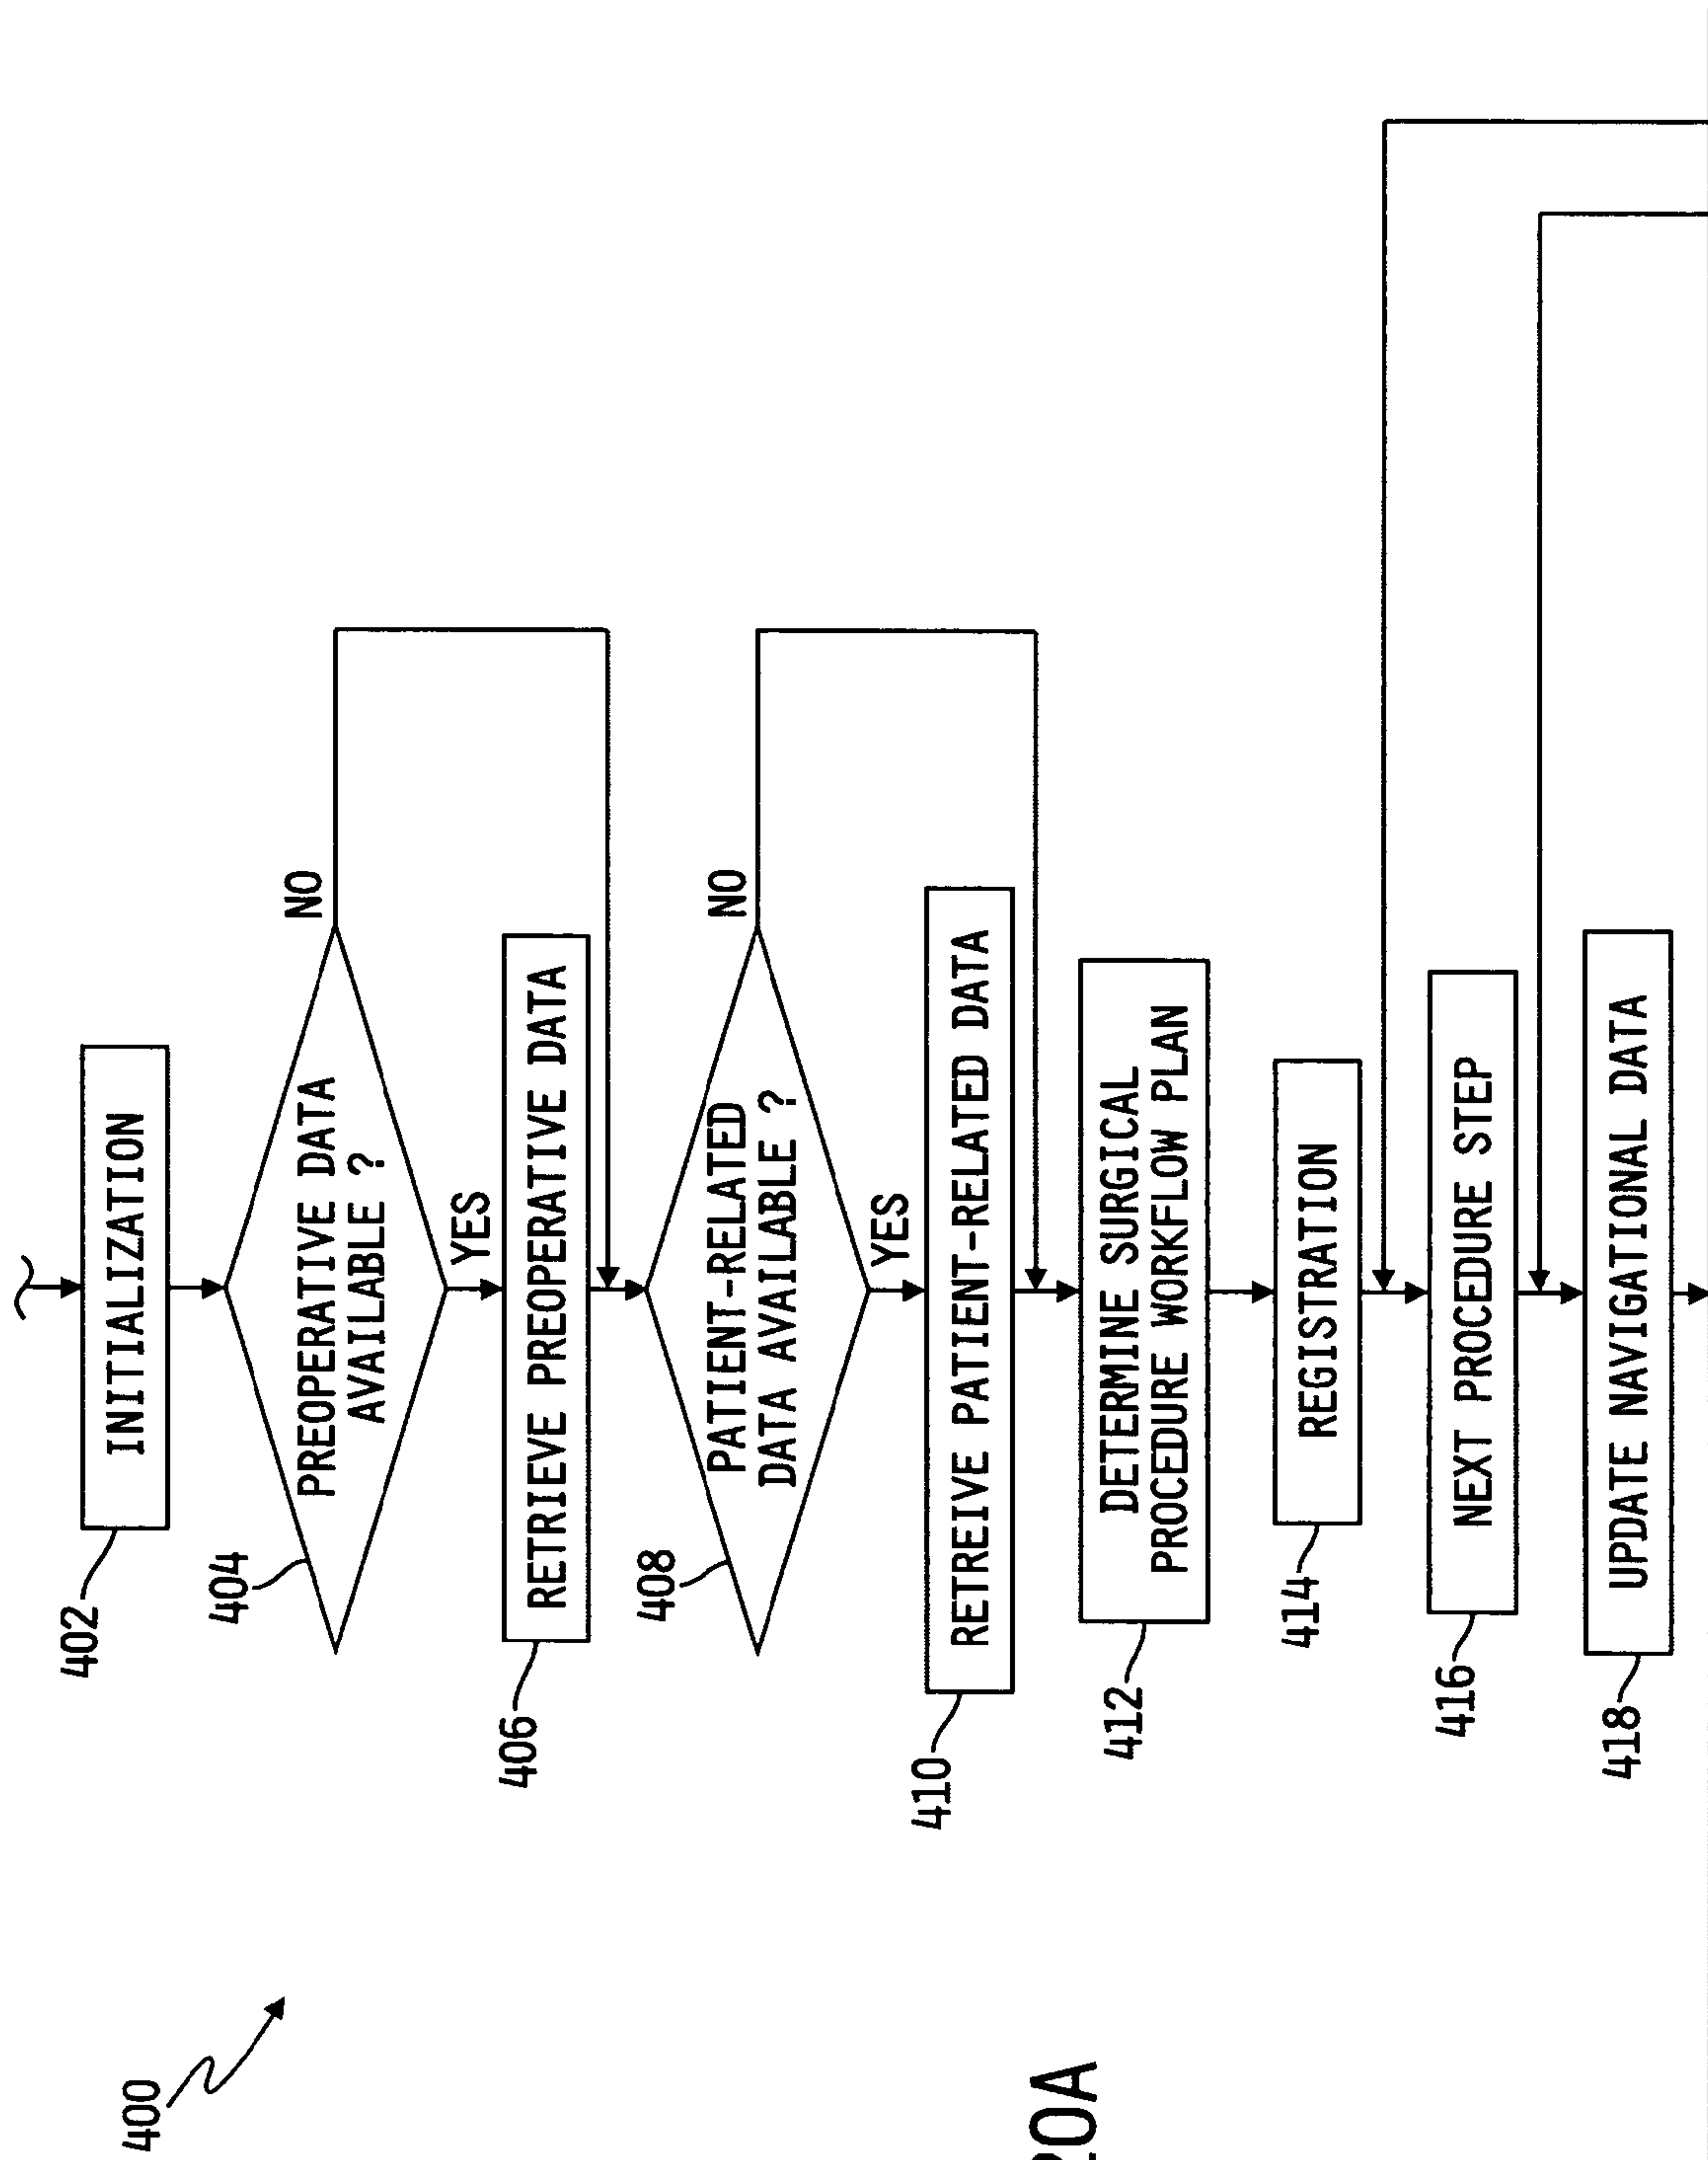 400
402
INITIALIZATION
404
PREOPERATIVE DATA
AVAILABLE ?
NO
YES
406
RETRIEVE PREOPERATIVE DATA
408
PATIENT-RELATED
DATA AVAILABLE ?
NO
YES
410
RETREIVE PATIENT-RELATED DATA
412
DETERMINE SURGICAL
PROCEDURE WORKFLOW PLAN
414
REGISTRATION
416
NEXT PROCEDURE STEP
418
UPDATE NAVIGATIONAL DATA
20A